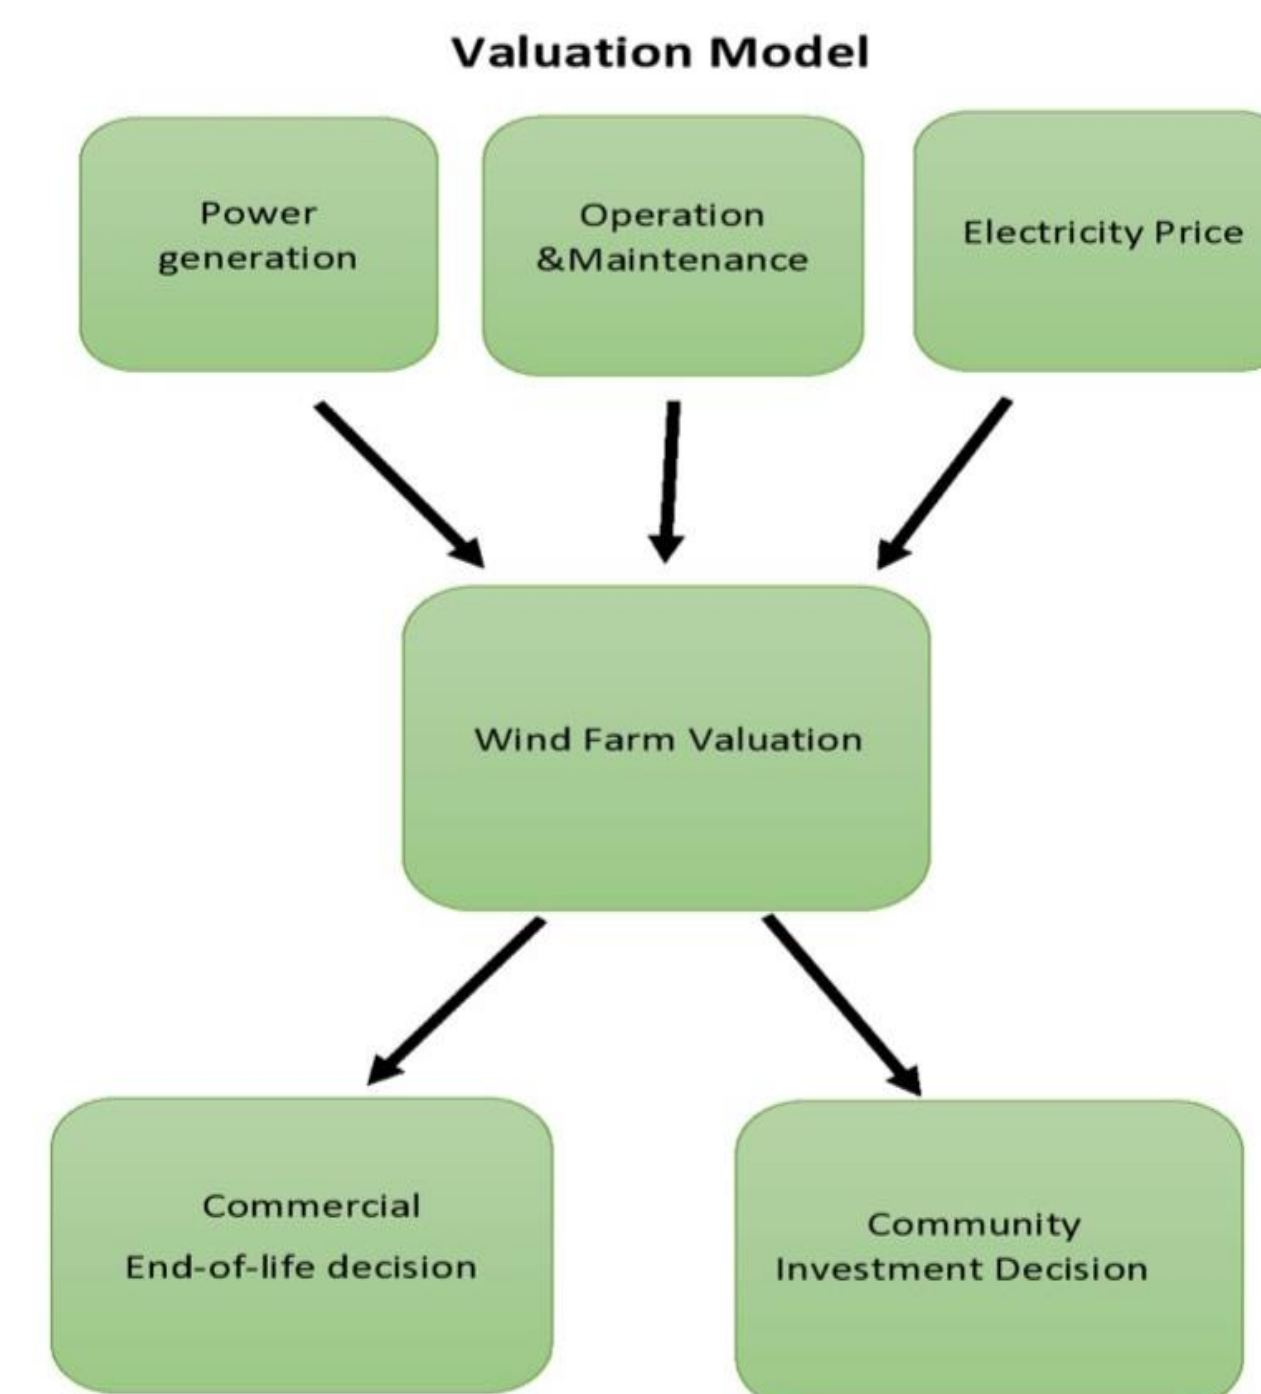 Valuation Model
Power
generation
Operation
&Maintenance
Electricity Price
Wind Farm Valuation
Commercial
End-of-life decision
Community
Investment Decision